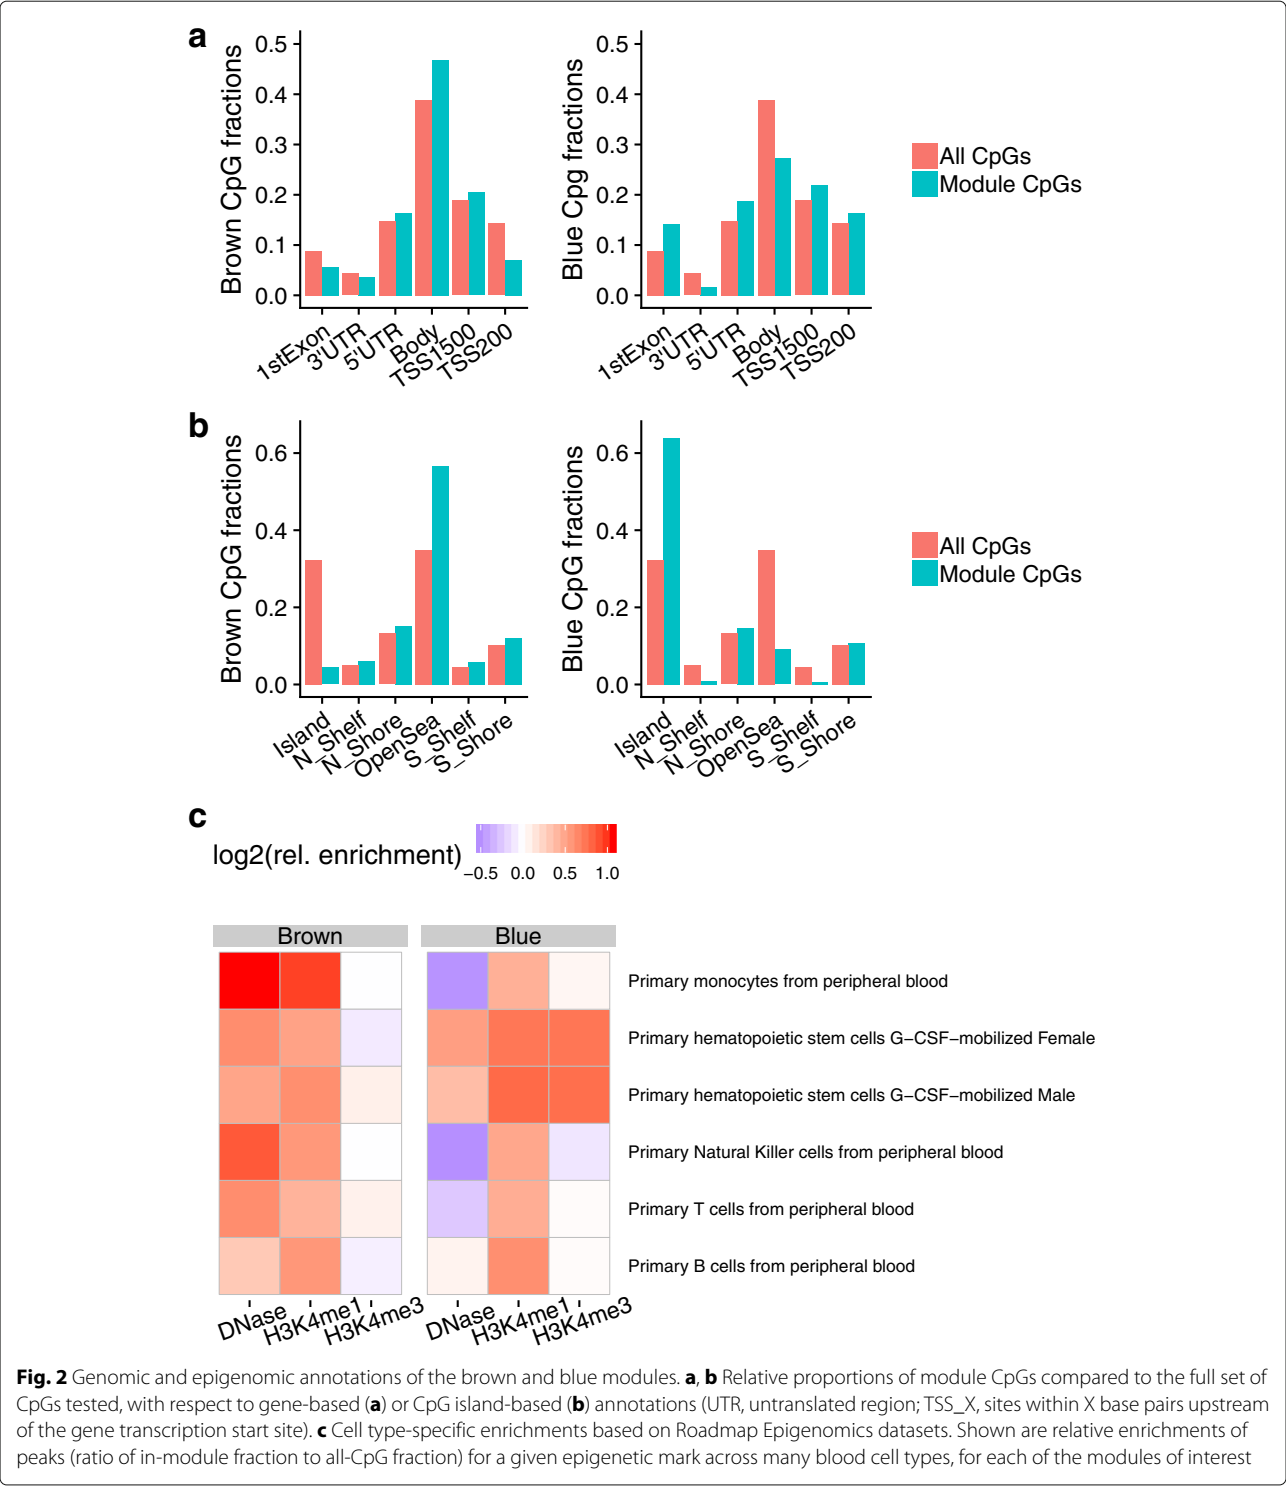 a
Brown CpG fractions
0.5
0.4
0.3
0.2
0.1
0.0
1stExon
3'UTR
5'UTR
Body
TSS1500
TSS200
Blue Cpg fractions
0.5
0.4
0.3
0.2
0.1
0.0
1stExon
3'UTR
5'UTR
Body
TSS1500
TSS200
All CpGs
Module CpGs
b
Brown CpG fractions
0.6
0.4
0.2
0.0
Island
N_Shelf
N_Shore
OpenSea
S_Shelf
S_Shore
Blue CpG fractions
0.6
0.4
0.2
0.0
Island
N_Shelf
N_Shore
OpenSea
S_Shelf
S_Shore
All CpGs
Module CpGs
c
log2(rel. enrichment)
−0.5 0.0 0.5 1.0
Brown
Blue
Primary monocytes from peripheral blood
Primary hematopoietic stem cells G−CSF−mobilized Female
Primary hematopoietic stem cells G−CSF−mobilized Male
Primary Natural Killer cells from peripheral blood
Primary T cells from peripheral blood
Primary B cells from peripheral blood
DNase
H3K4me1
H3K4me3
DNase
H3K4me1
H3K4me3
Fig. 2 Genomic and epigenomic annotations of the brown and blue modules. a, b Relative proportions of module CpGs compared to the full set of
CpGs tested, with respect to gene-based (a) or CpG island-based (b) annotations (UTR, untranslated region; TSS_X, sites within X base pairs upstream
of the gene transcription start site). c Cell type-specific enrichments based on Roadmap Epigenomics datasets. Shown are relative enrichments of
peaks (ratio of in-module fraction to all-CpG fraction) for a given epigenetic mark across many blood cell types, for each of the modules of interest